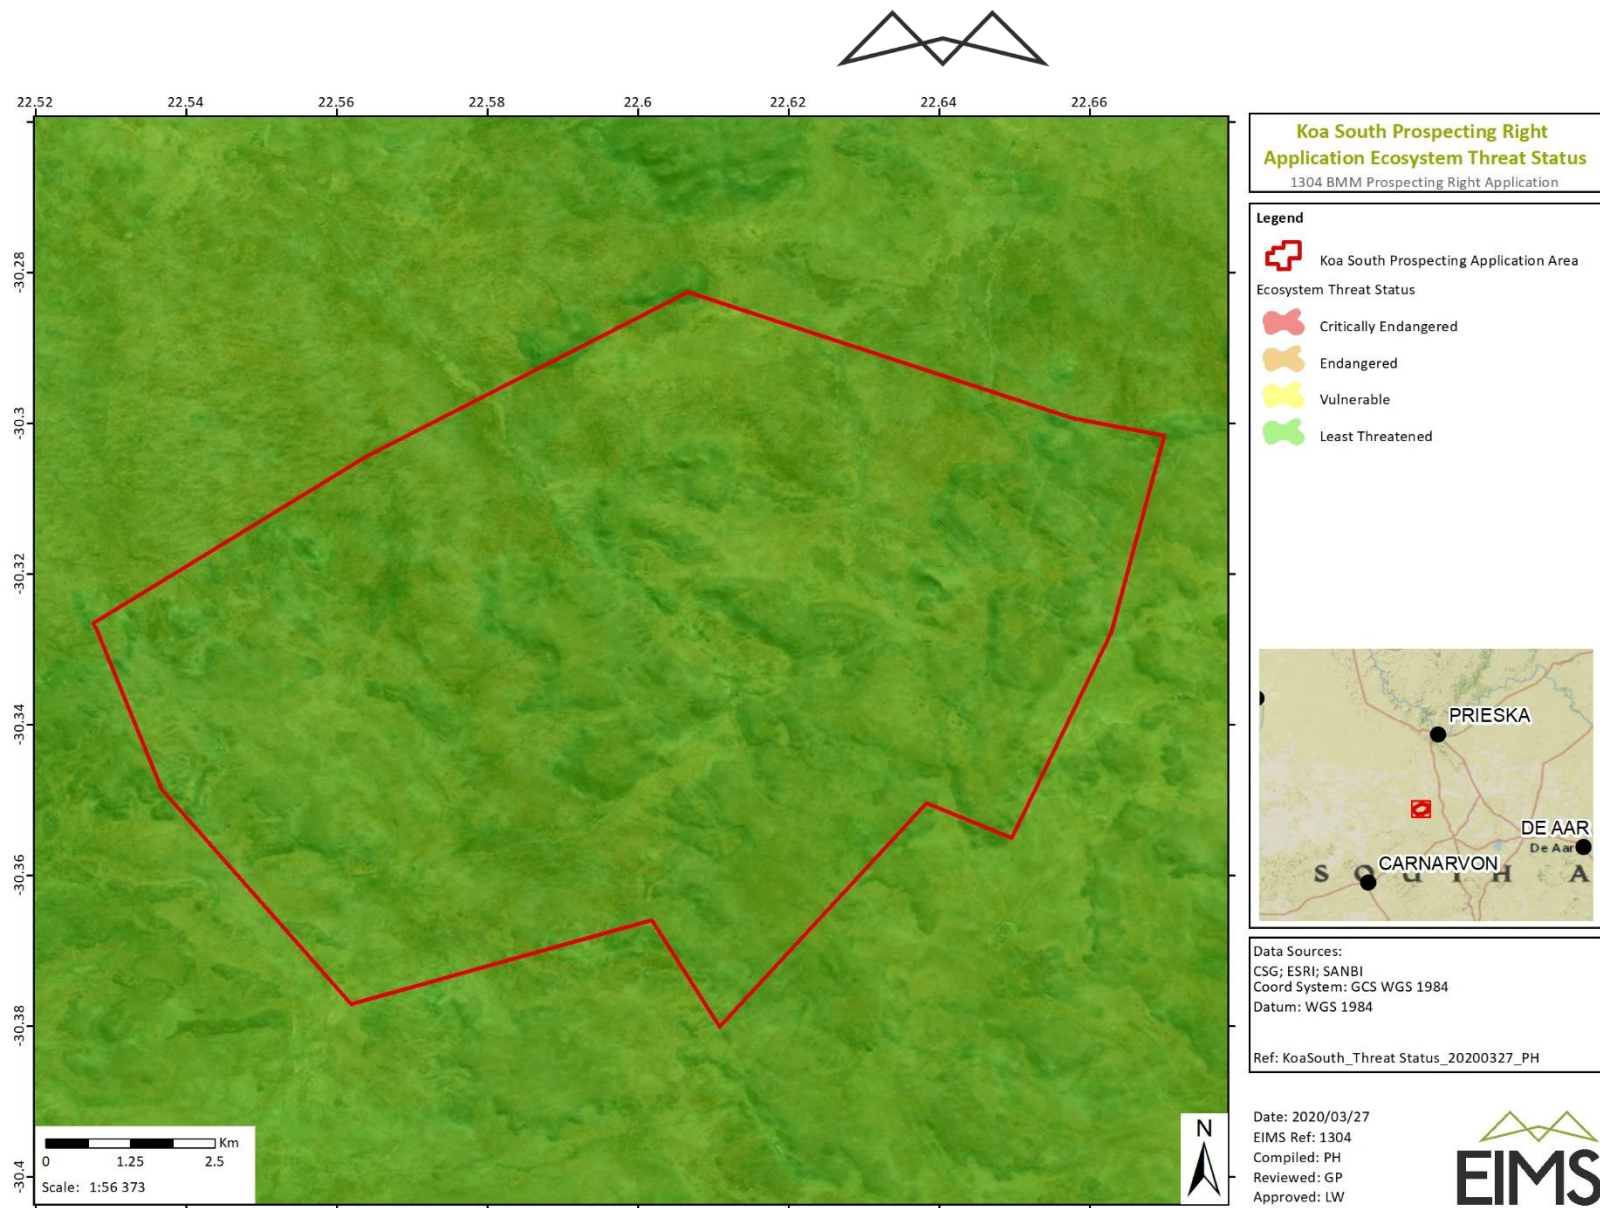 22.52 22.54 22.56 22.58 22.6 22.62 22.64 22.66
-30.28
-30.3
-30.32
-30.34
-30.36
-30.38
-30.4
Km
0 1.25 2.5
Scale: 1:56 373
N
Koa South Prospecting Right
Application Ecosystem Threat Status
1304 BMM Prospecting Right Application
Legend
Koa South Prospecting Application Area
Ecosystem Threat Status
Critically Endangered
Endangered
Vulnerable
Least Threatened
PRIESKA
DE AAR
De Aar
CARNARVON
S O U T H A
Data Sources:
CSG; ESRI; SANBI
Coord System: GCS WGS 1984
Datum: WGS 1984
Ref: KoaSouth_Threat Status_20200327_PH
Date: 2020/03/27
EIMS Ref: 1304
Compiled: PH
Reviewed: GP
Approved: LW
EIMS